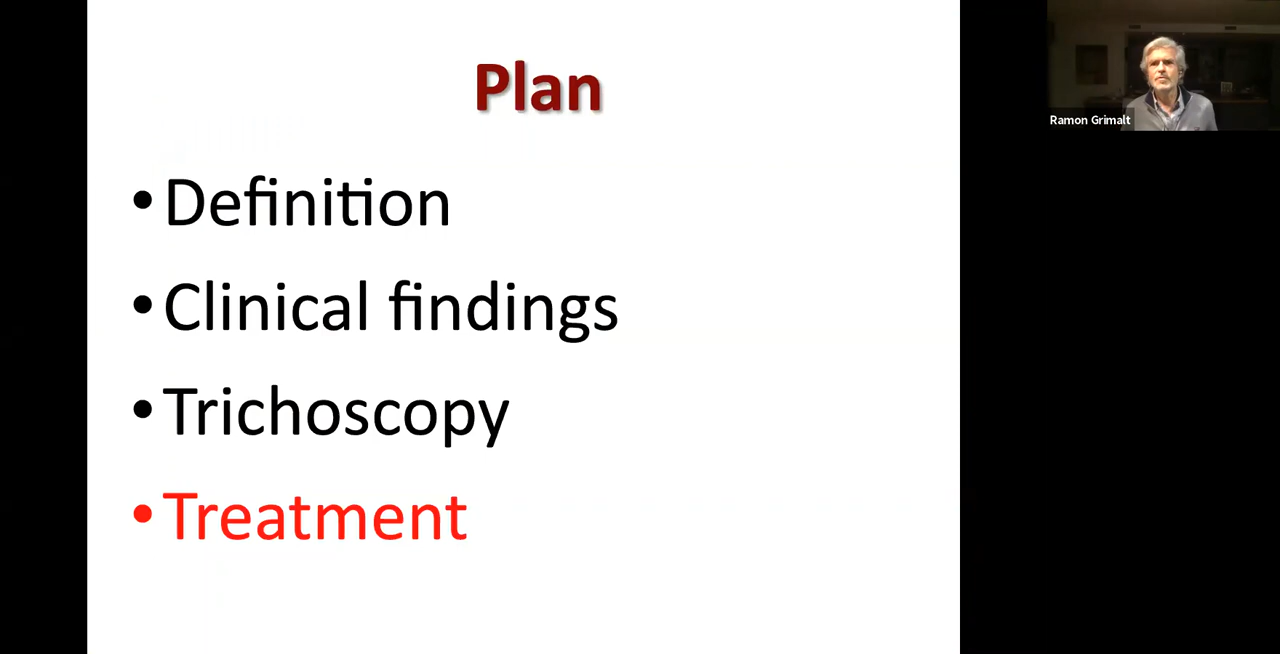 Plan
• Definition
• Clinical findings
• Trichoscopy
• Treatment
Ramon Grimalt